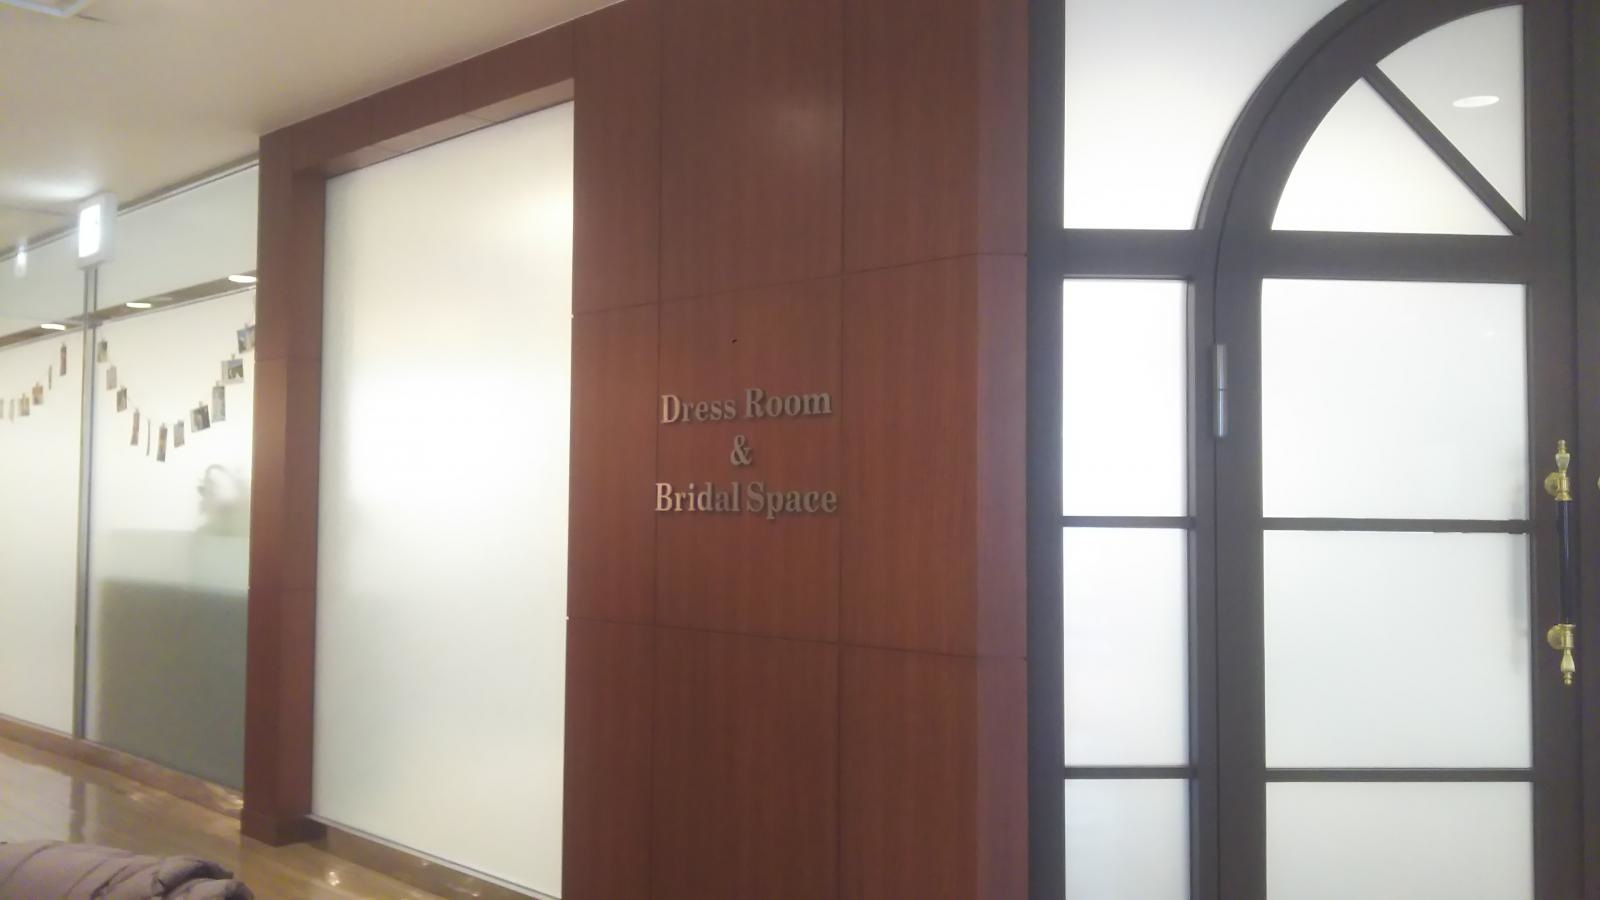 Dress Room
&
Bridal Space